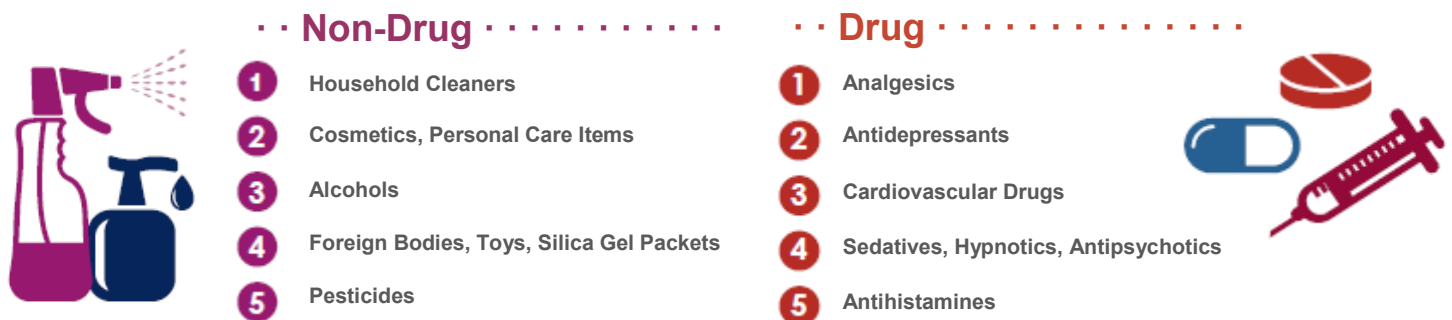 · · Non-Drug · · · · · · · · · · ·
1 Household Cleaners
2 Cosmetics, Personal Care Items
3 Alcohols
4 Foreign Bodies, Toys, Silica Gel Packets
5 Pesticides
· · Drug · · · · · · · · · · · · · ·
1 Analgesics
2 Antidepressants
3 Cardiovascular Drugs
4 Sedatives, Hypnotics, Antipsychotics
5 Antihistamines